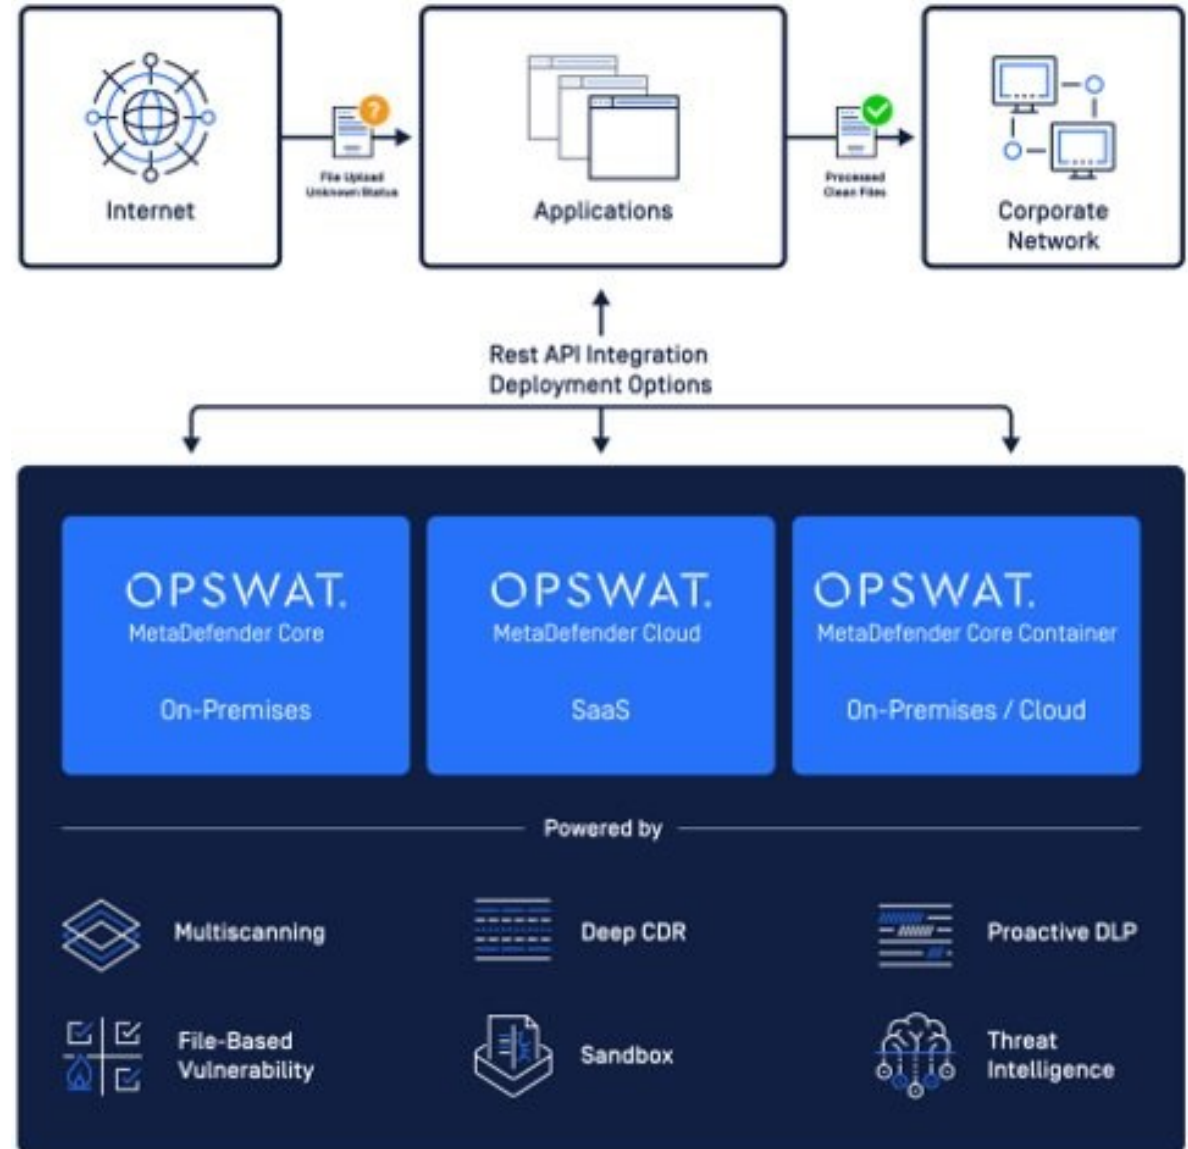 Internet
File Upload
Unknown Status
Applications
Processed
Clean Files
Corporate
Network
Rest API Integration
Deployment Options
OPSWAT.
MetaDefender Core
On-Premises
OPSWAT.
MetaDefender Cloud
SaaS
OPSWAT.
MetaDefender Core Container
On-Premises / Cloud
Powered by
Multiscanning
Deep CDR
Proactive DLP
File-Based
Vulnerability
Sandbox
Threat
Intelligence